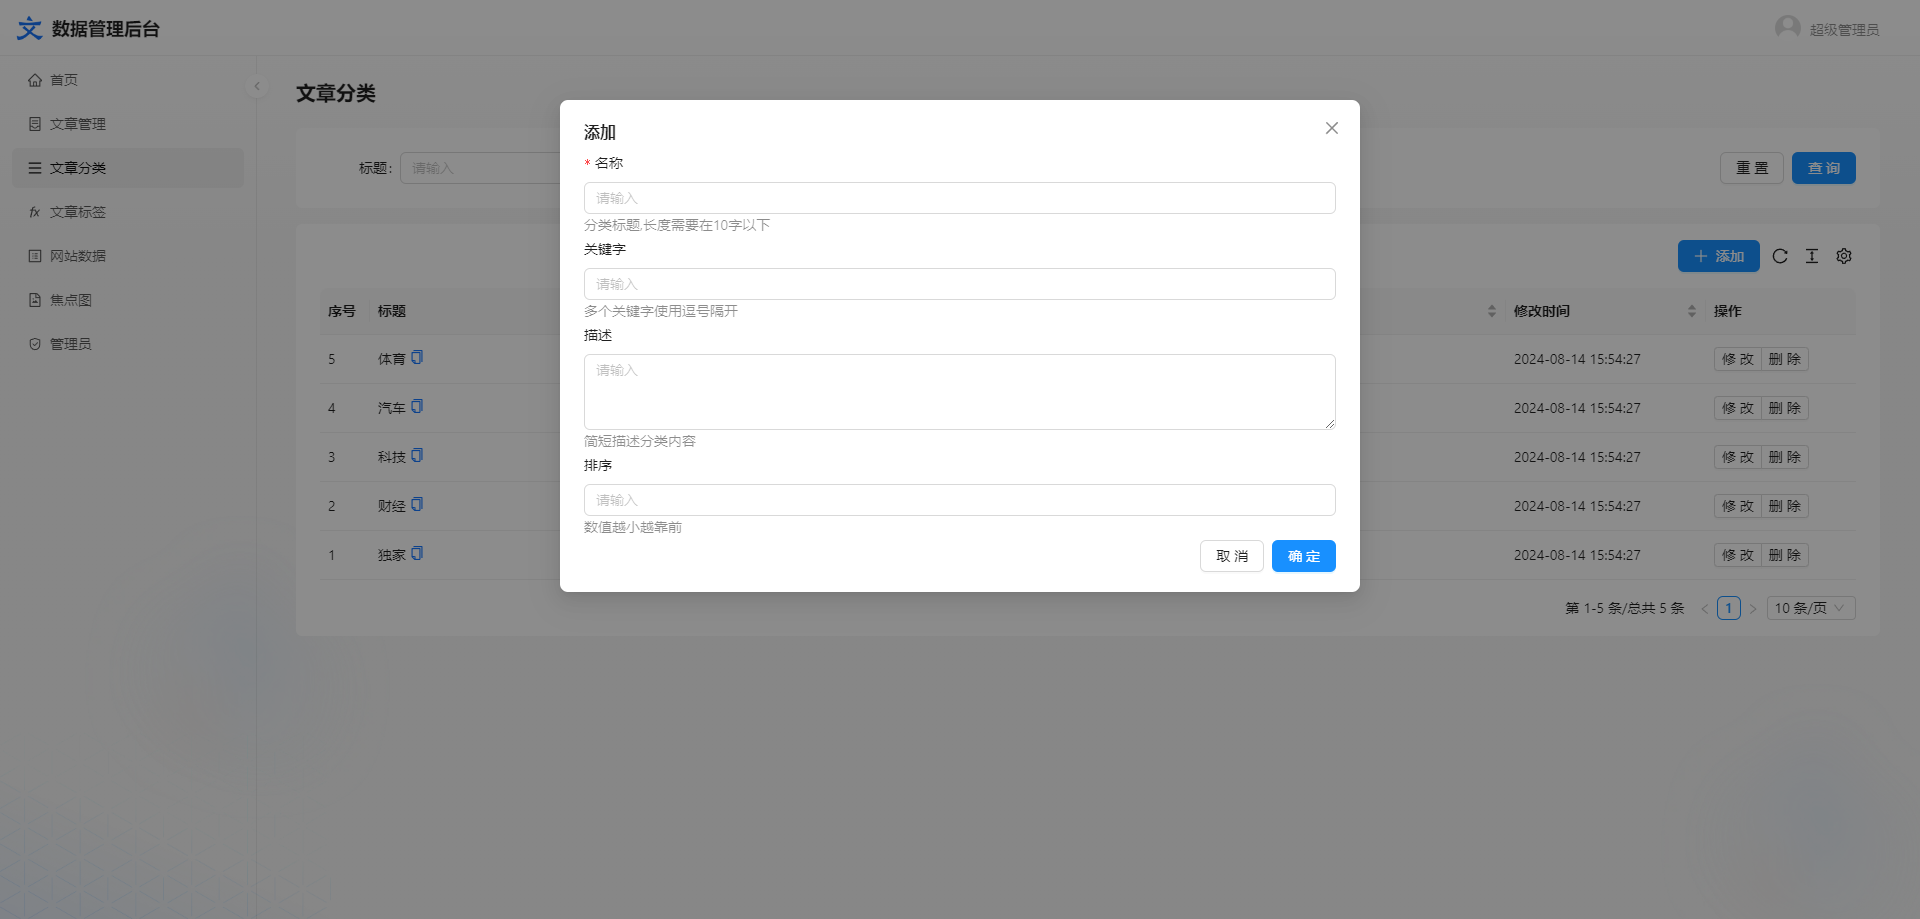 数据管理后台
超级管理员
首页
文章管理
文章分类
文章标签
网站数据
焦点图
管理员
文章分类
标题: 请输入
重 置 查 询
添加
序号 标题 修改时间 操作
5 体育 2024-08-14 15:54:27 修 改 删 除
4 汽车 2024-08-14 15:54:27 修 改 删 除
3 科技 2024-08-14 15:54:27 修 改 删 除
2 财经 2024-08-14 15:54:27 修 改 删 除
1 独家 2024-08-14 15:54:27 修 改 删 除
第 1-5 条/总共 5 条 1 10 条/页
添加
* 名称
请输入
分类标题,长度需要在10字以下
关键字
请输入
多个关键字使用逗号隔开
描述
请输入
简短描述分类内容
排序
请输入
数值越小越靠前
取 消 确 定